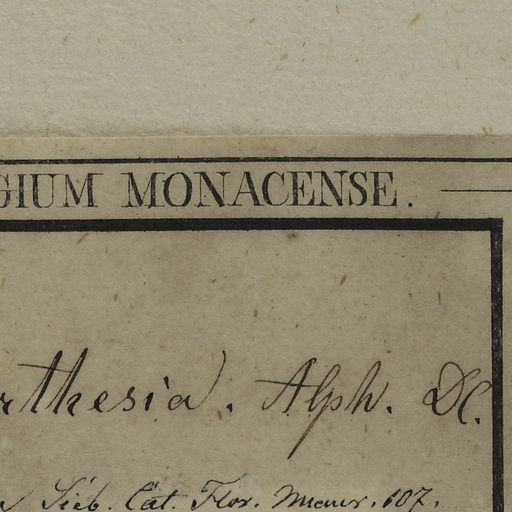 GIUM MONACENSE.
rthesia. Alph. DC.
a Sieb. Cat. Flor. Maur. 107.